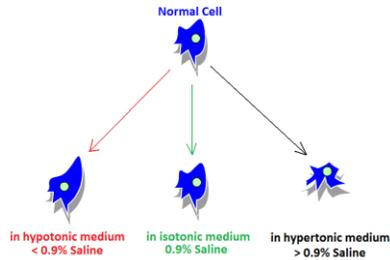 Normal Cell
in hypotonic medium
< 0.9% Saline
in isotonic medium
0.9% Saline
in hypertonic medium
> 0.9% Saline